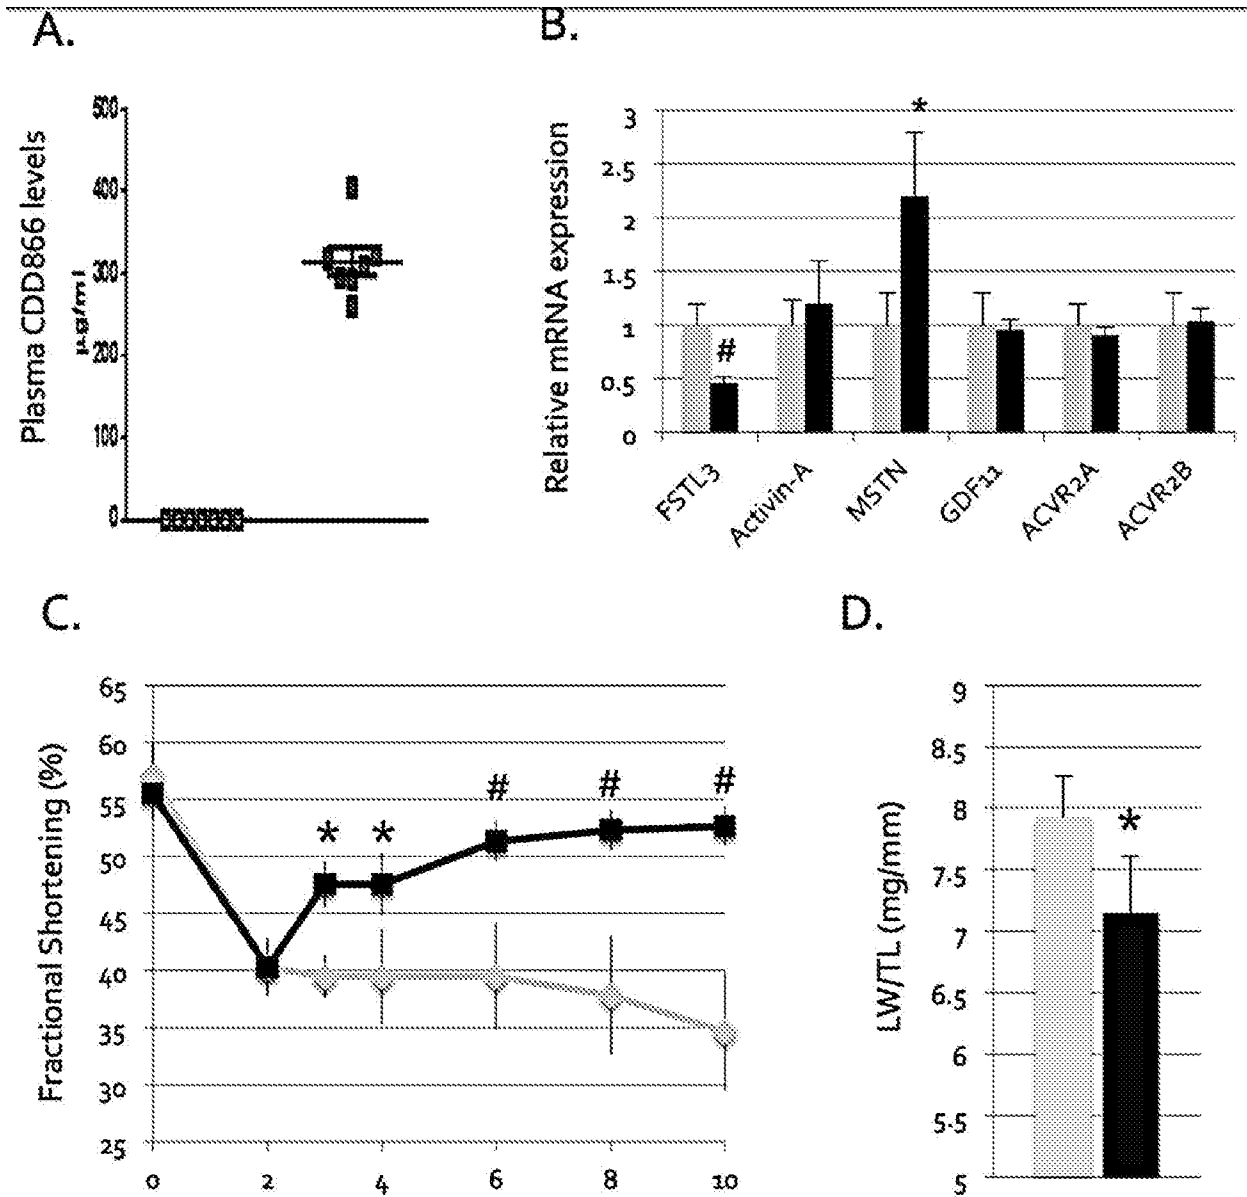 A.
Plasma CDD866 levels
µg/ml
500
400
300
200
100
0
B.
Relative mRNA expression
3
2.5
2
1.5
1
0.5
0
*
#
FSTL3
Activin-A
MSTN
GDF11
ACVR2A
ACVR2B
C.
Fractional Shortening (%)
65
60
55
50
45
40
35
30
25
* * # # #
0 2 4 6 8 10
D.
LW/TL (mg/mm)
9
8.5
8
7.5
7
6.5
6
5.5
5
*